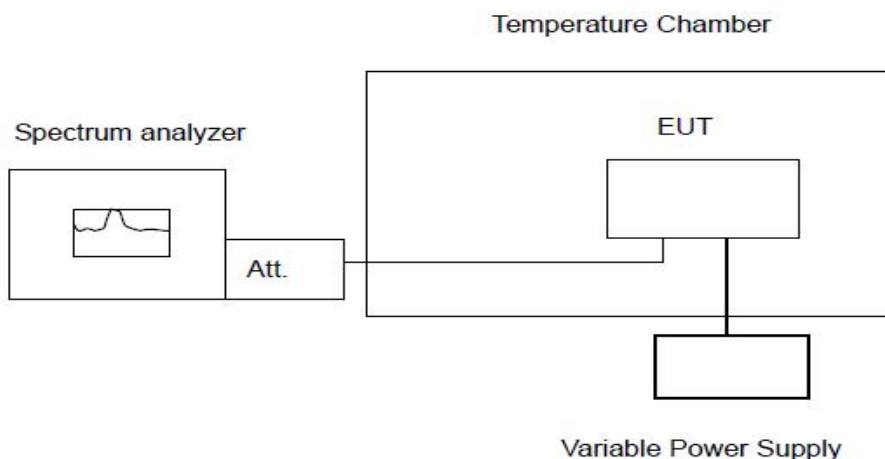 Temperature Chamber
Spectrum analyzer
EUT
Att.
Variable Power Supply